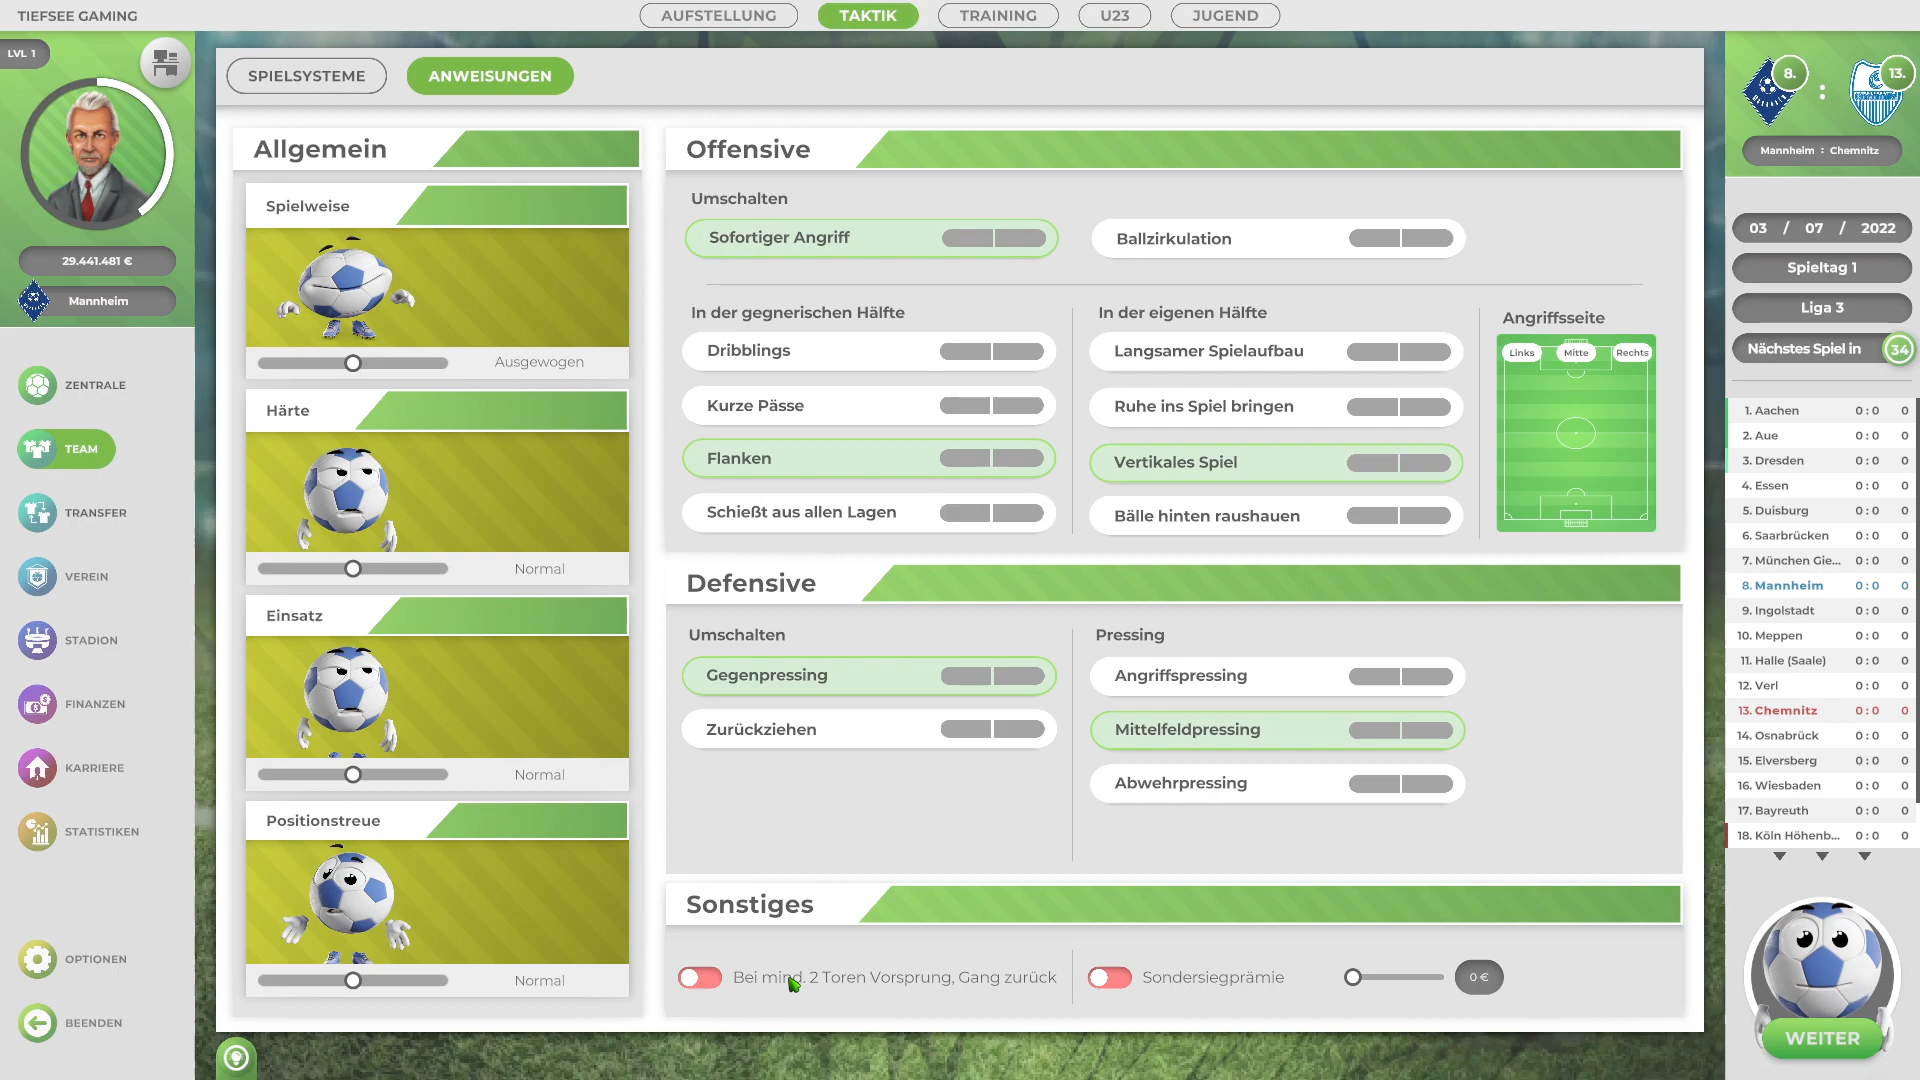 TIEFSEE GAMING
AUFSTELLUNG
TAKTIK
TRAINING
U23
JUGEND
LVL 1
29.441.481 €
Mannheim
ZENTRALE
TEAM
TRANSFER
VEREIN
STADION
FINANZEN
KARRIERE
STATISTIKEN
OPTIONEN
BEENDEN
SPIELSYSTEME
ANWEISUNGEN
Allgemein
Spielweise
Ausgewogen
Härte
Normal
Einsatz
Normal
Positionstreue
Normal
Offensive
Umschalten
Sofortiger Angriff
Ballzirkulation
In der gegnerischen Hälfte
Dribblings
Kurze Pässe
Flanken
Schießt aus allen Lagen
In der eigenen Hälfte
Langsamer Spielaufbau
Ruhe ins Spiel bringen
Vertikales Spiel
Bälle hinten raushauen
Angriffsseite
Links Mitte Rechts
Defensive
Umschalten
Gegenpressing
Zurückziehen
Pressing
Angriffspressing
Mittelfeldpressing
Abwehrpressing
Sonstiges
Bei mind. 2 Toren Vorsprung, Gang zurück
Sondersiegprämie
0 €
8. : 13.
Mannheim : Chemnitz
03 / 07 / 2022
Spieltag 1
Liga 3
Nächstes Spiel in 34
1. Aachen 0 : 0 0
2. Aue 0 : 0 0
3. Dresden 0 : 0 0
4. Essen 0 : 0 0
5. Duisburg 0 : 0 0
6. Saarbrücken 0 : 0 0
7. München Gie... 0 : 0 0
8. Mannheim 0 : 0 0
9. Ingolstadt 0 : 0 0
10. Meppen 0 : 0 0
11. Halle (Saale) 0 : 0 0
12. Verl 0 : 0 0
13. Chemnitz 0 : 0 0
14. Osnabrück 0 : 0 0
15. Elversberg 0 : 0 0
16. Wiesbaden 0 : 0 0
17. Bayreuth 0 : 0 0
18. Köln Höhenb... 0 : 0 0
WEITER